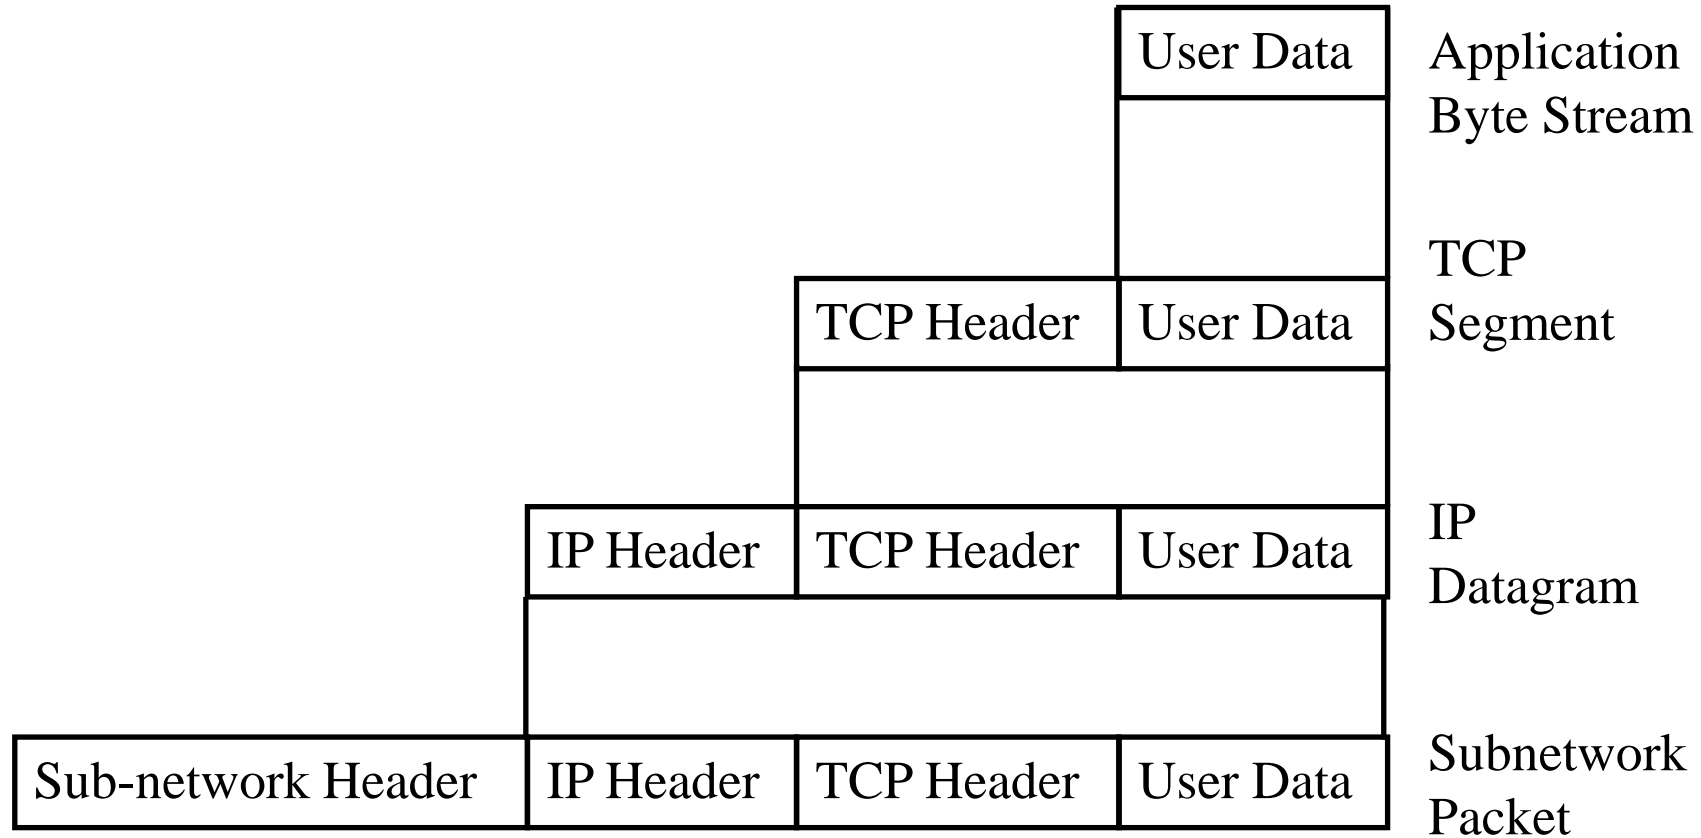 User Data
Application
Byte Stream
TCP Header
User Data
TCP
Segment
IP Header
TCP Header
User Data
IP
Datagram
Sub-network Header
IP Header
TCP Header
User Data
Subnetwork
Packet